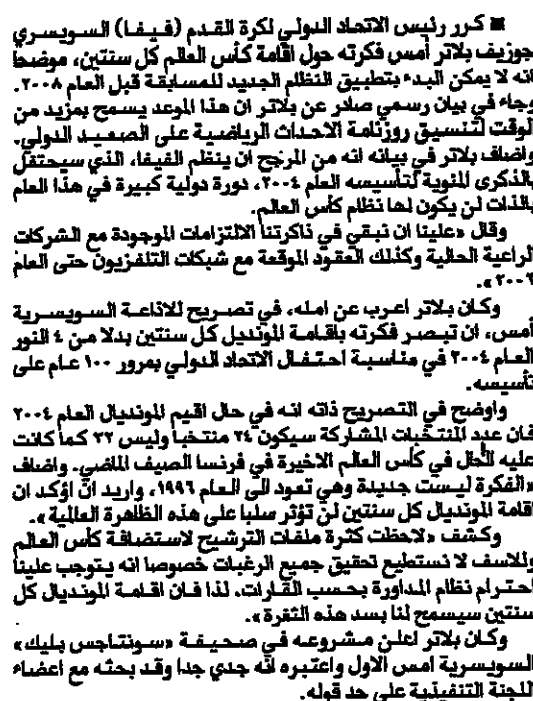 ■ كرر رئيس الاتحاد الدولي لكرة القدم (فيفا) السويسري
جوزيف بلاتر أمس فكرته حول اقامة كأس العالم كل سنتين، موضحا
انه لا يمكن البدء بتطبيق النظام الجديد للمسابقة قبل العام ٢٠٠٨.
وجاء في بيان رسمي صادر عن بلاتر ان هذا الموعد يسمح بمزيد من
الوقت لتنسيق روزنامة الاحداث الرياضية على الصعيد الدولي.
واضاف بلاتر في بيانه انه من المرجح ان ينظم الفيفا، الذي سيحتفل
بالذكرى المئوية لتأسيسه العام ٢٠٠٤، دورة دولية كبيرة في هذا العام
بالذات لن يكون لها نظام كأس العالم.
وقال «علينا ان نبقي في ذاكرتنا الالتزامات الموجودة مع الشركات
الراعية الحالية وكذلك العقود الموقعة مع شبكات التلفزيون حتى العام
٢٠٠٦».
وكان بلاتر اعرب عن امله، في تصريح للاذاعة السويسرية
أمس، ان تبصر فكرته باقامة المونديل كل سنتين بدلا من ٤ النور
العام ٢٠٠٤ في مناسبة احتفال الاتحاد الدولي بمرور ١٠٠ عام على
تأسيسه.
واوضح في التصريح ذاته انه في حال اقيم المونديال العام ٢٠٠٤
فان عدد المنتخبات المشاركة سيكون ٢٤ منتخبا وليس ٣٢ كما كانت
عليه الحال في كأس العالم الاخيرة في فرنسا الصيف الماضي. واضاف
«الفكرة ليست جديدة وهي تعود الى العام ١٩٩٦، واريد ان اؤكد ان
اقامة المونديال كل سنتين لن تؤثر سلبا على هذه الظاهرة العالمية».
وكشف «لاحظت كثرة ملفات الترشيح لاستضافة كأس العالم
وللاسف لا نستطيع تحقيق جميع الرغبات خصوصا انه يتوجب علينا
احترام نظام المداورة بحسب القارات، لذا فان اقامة المونديال كل
سنتين سيسمح لنا بسد هذه الثغرة».
وكان بلاتر اعلن مشروعه في صحيفة «سونتاجس بليك»
السويسرية امس الاول واعتبره انه جدي جدا وقد بحثه مع اعضاء
اللجنة التنفيذية على حد قوله.